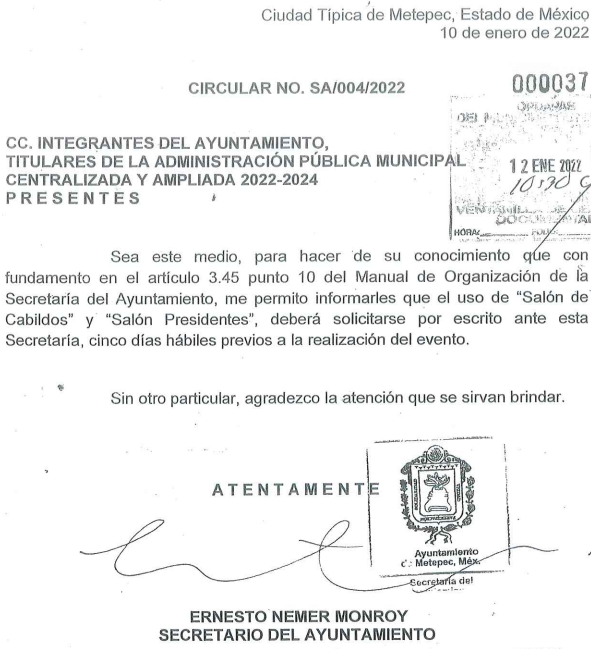 Ciudad Típica de Metepec, Estado de México
10 de enero de 2022
CIRCULAR NO. SA/004/2022
000037
CC. INTEGRANTES DEL AYUNTAMIENTO,
TITULARES DE LA ADMINISTRACIÓN PÚBLICA MUNICIPAL
CENTRALIZADA Y AMPLIADA 2022-2024
P R E S E N T E S
12 ENE 2022
10:30
HORA:
Sea este medio, para hacer de su conocimiento que con
fundamento en el artículo 3.45 punto 10 del Manual de Organización de la
Secretaría del Ayuntamiento, me permito informarles que el uso de “Salón de
Cabildos” y “Salón Presidentes”, deberá solicitarse por escrito ante esta
Secretaría, cinco días hábiles previos a la realización del evento.
Sin otro particular, agradezco la atención que se sirvan brindar.
A T E N T A M E N T E
Ayuntamiento
Metepec, Méx.
Secretaría del
ERNESTO NEMER MONROY
SECRETARIO DEL AYUNTAMIENTO